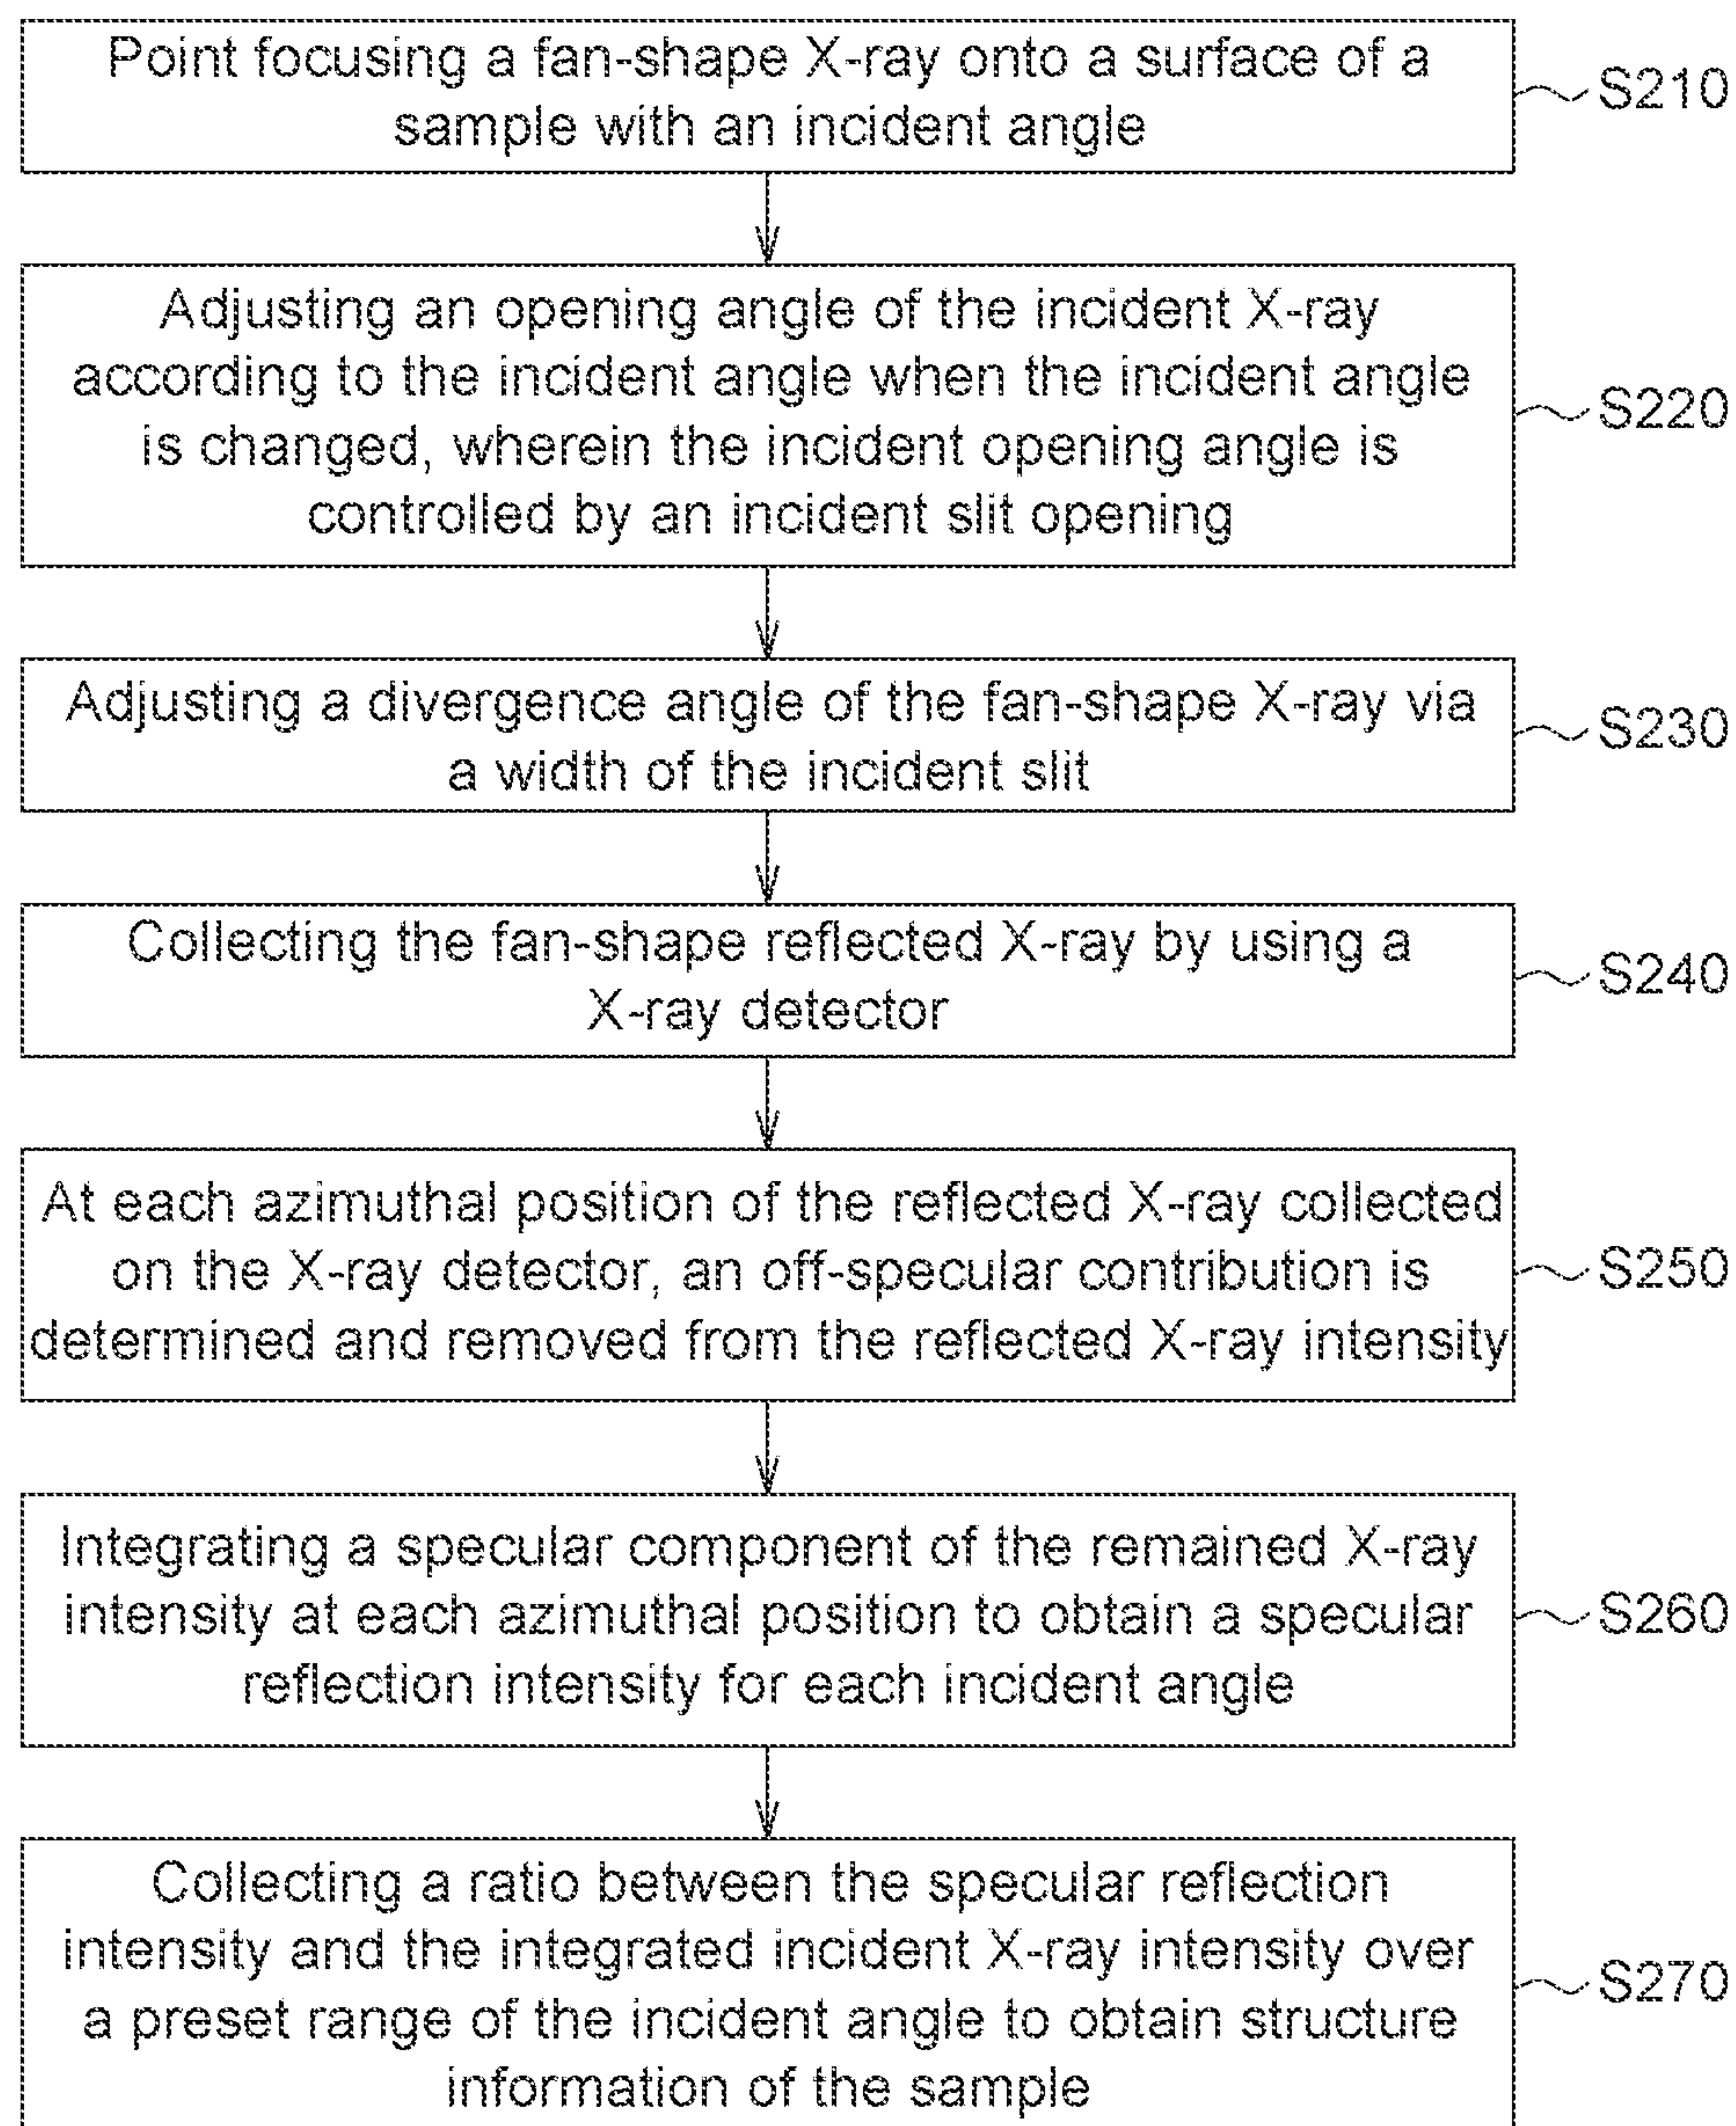 Point focusing a fan-shape X-ray onto a surface of a
sample with an incident angle
S210
Adjusting an opening angle of the incident X-ray
according to the incident angle when the incident angle
is changed, wherein the incident opening angle is
controlled by an incident slit opening
S220
Adjusting a divergence angle of the fan-shape X-ray via
a width of the incident slit
S230
Collecting the fan-shape reflected X-ray by using a
X-ray detector
S240
At each azimuthal position of the reflected X-ray collected
on the X-ray detector, an off-specular contribution is
determined and removed from the reflected X-ray intensity
S250
Integrating a specular component of the remained X-ray
intensity at each azimuthal position to obtain a specular
reflection intensity for each incident angle
S260
Collecting a ratio between the specular reflection
intensity and the integrated incident X-ray intensity over
a preset range of the incident angle to obtain structure
information of the sample
S270